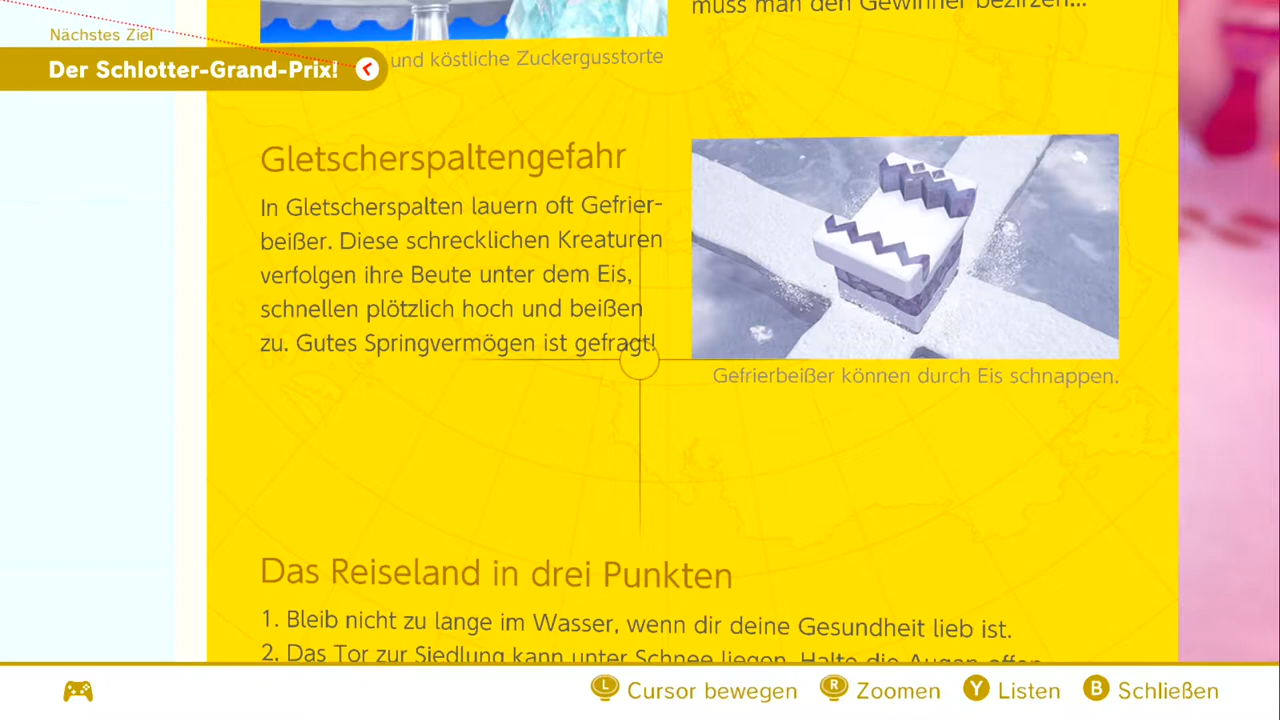 Nächstes Ziel
Der Schlotter-Grand-Prix!
muss man den Gewinner bezirzen...
und köstliche Zuckergusstorte
Gletscherspaltengefahr
In Gletscherspalten lauern oft Gefrier-
beißer. Diese schrecklichen Kreaturen
verfolgen ihre Beute unter dem Eis,
schnellen plötzlich hoch und beißen
zu. Gutes Springvermögen ist gefragt!
Gefrierbeißer können durch Eis schnappen.
Das Reiseland in drei Punkten
1. Bleib nicht zu lange im Wasser, wenn dir deine Gesundheit lieb ist.
2. Das Tor zur Siedlung kann unter Schnee liegen. Halte die Augen offen.
L Cursor bewegen R Zoomen Y Listen B Schließen